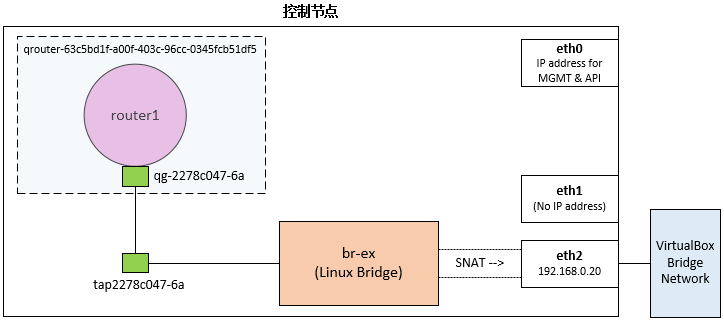 控制节点
qrouter-63c5bd1f-a00f-403c-96cc-0345fcb51df5
router1
qg-2278c047-6a
tap2278c047-6a
br-ex
(Linux Bridge)
SNAT -->
eth0
IP address for
MGMT & API
eth1
(No IP address)
eth2
192.168.0.20
VirtualBox
Bridge
Network